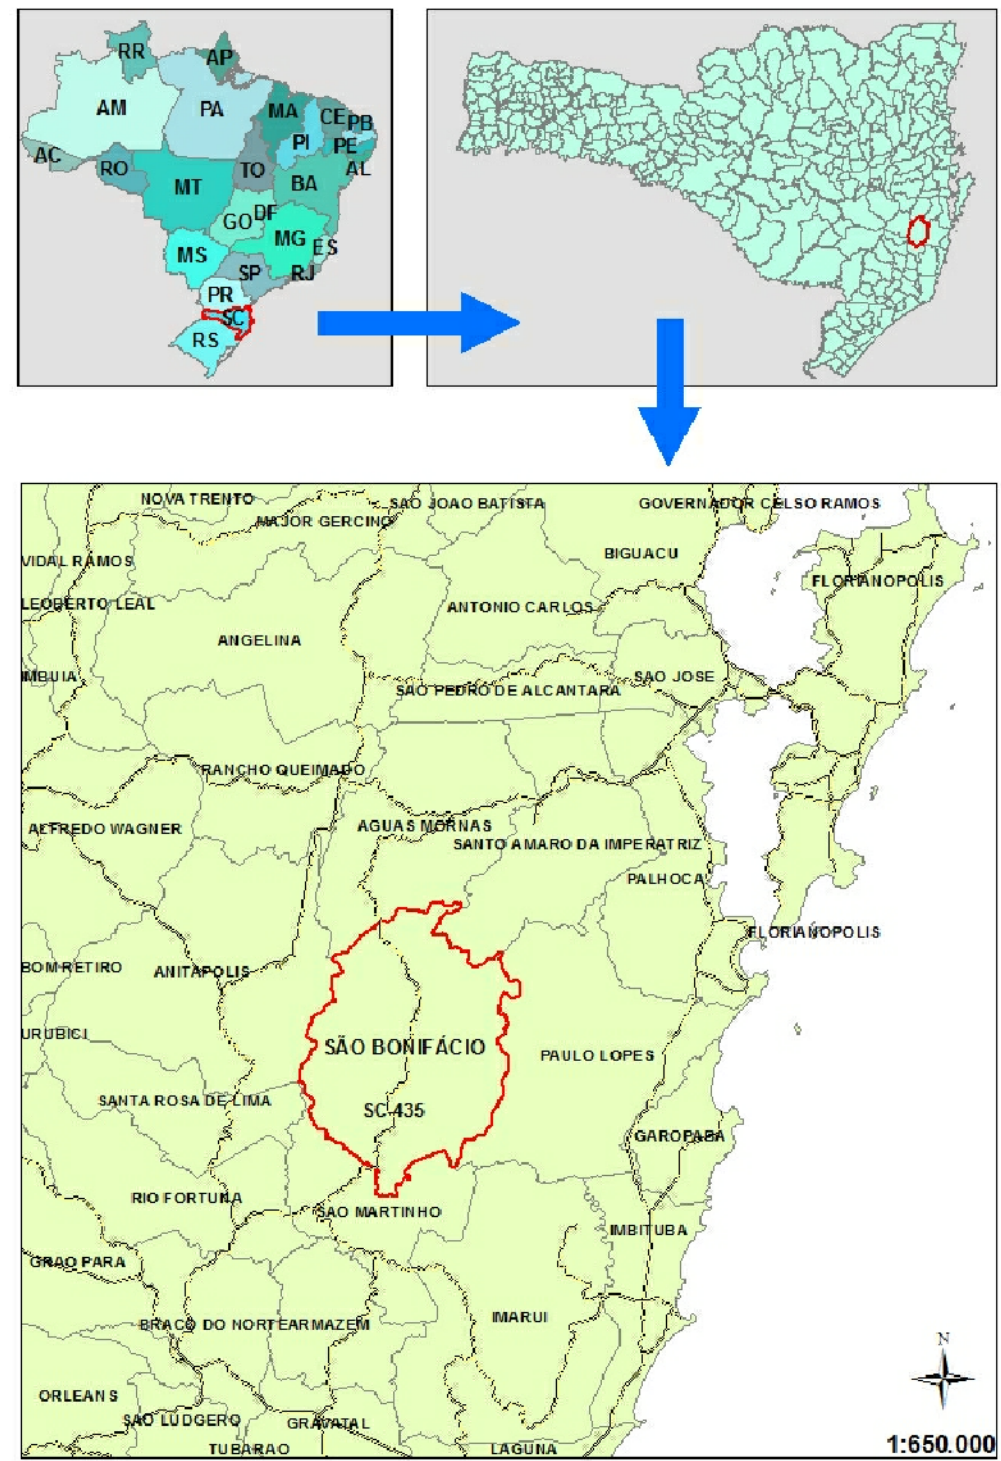 RR
AP
AM
PA
MA
CE
PB
PI
PE
AC
RO
TO
AL
MT
BA
GO
DF
MG
ES
MS
SP
RJ
PR
SC
RS
NOVA TRENTO
SAO JOAO BATISTA
GOVERNADOR CELSO RAMOS
MAJOR GERCINO
VIDAL RAMOS
BIGUACU
FLORIANOPOLIS
LEOBERTO LEAL
ANTONIO CARLOS
ANGELINA
IMBUIA
SAO PEDRO DE ALCANTARA
SAO JOSE
RANCHO QUEIMADO
ALFREDO WAGNER
AGUAS MORNAS
SANTO AMARO DA IMPERATRIZ
PALHOCA
FLORIANOPOLIS
BOM RETIRO
ANITAPOLIS
URUBICI
SÃO BONIFÁCIO
PAULO LOPES
SANTA ROSA DE LIMA
SC-435
GAROPABA
RIO FORTUNA
SAO MARTINHO
IMBITUBA
GRAO PARA
BRACO DO NORTE
ARMAZEM
IMARUI
N
ORLEANS
SAO LUDGERO
GRAVATAL
TUBARAO
LAGUNA
1:650.000